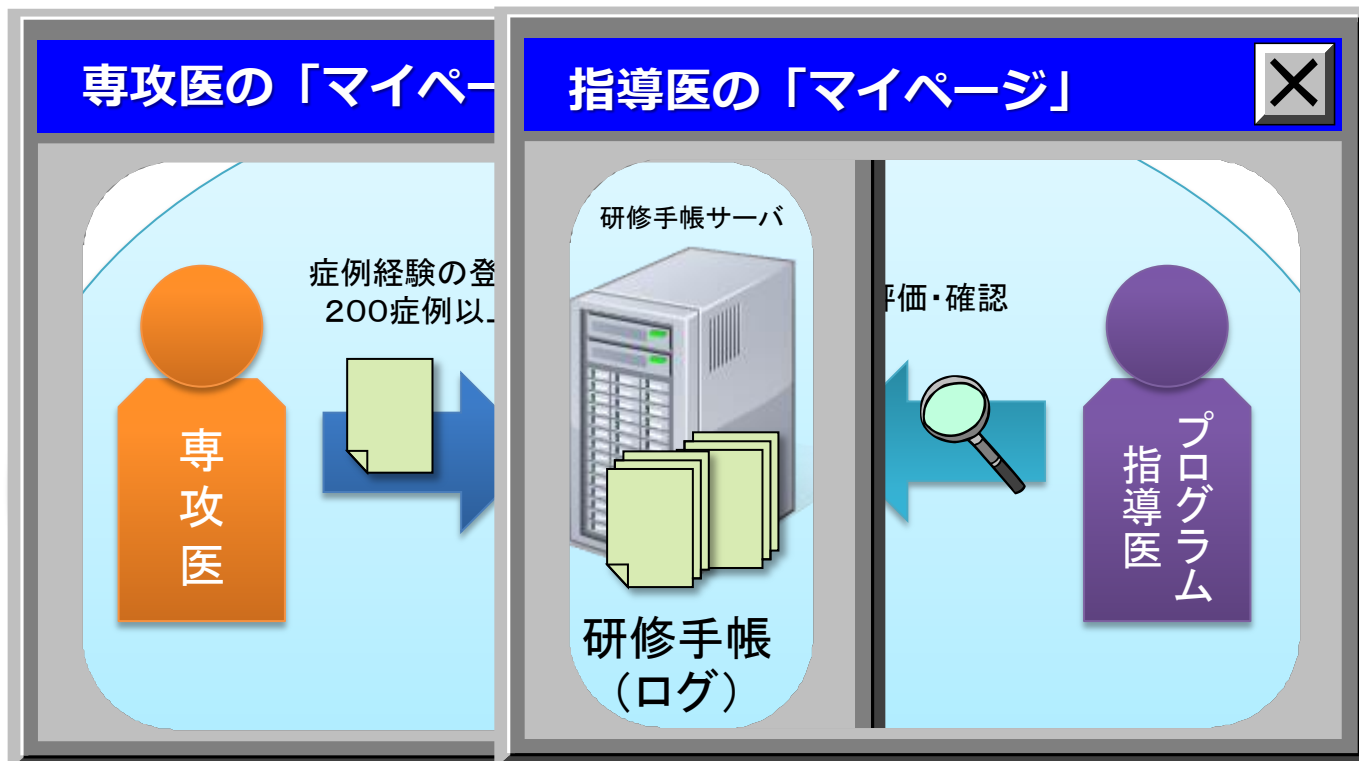 専攻医の「マイペー
指導医の「マイページ」
症例経験の登
200症例以
専攻医
研修手帳サーバ
研修手帳
（ログ）
評価・確認
プログラム
指導医